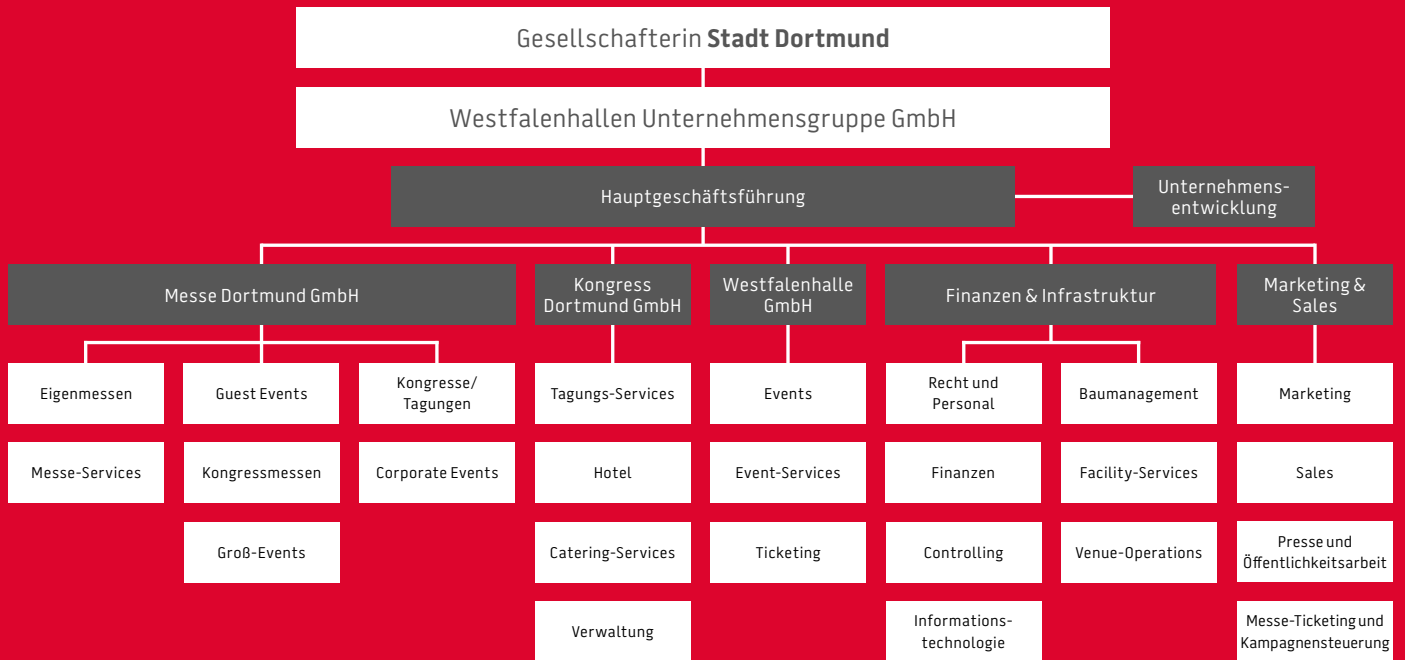 Gesellschafterin Stadt Dortmund
Westfalenhallen Unternehmensgruppe GmbH
Hauptgeschäftsführung
Unternehmens-
entwicklung
Messe Dortmund GmbH
Kongress
Dortmund GmbH
Westfalenhalle
GmbH
Finanzen & Infrastruktur
Marketing &
Sales
Eigenmessen
Guest Events
Kongresse/
Tagungen
Tagungs-Services
Events
Recht und
Personal
Baumanagement
Marketing
Messe-Services
Kongressmessen
Corporate Events
Hotel
Event-Services
Finanzen
Facility-Services
Sales
Groß-Events
Catering-Services
Ticketing
Controlling
Venue-Operations
Presse und
Öffentlichkeitsarbeit
Verwaltung
Informations-
technologie
Messe-Ticketing und
Kampagnensteuerung